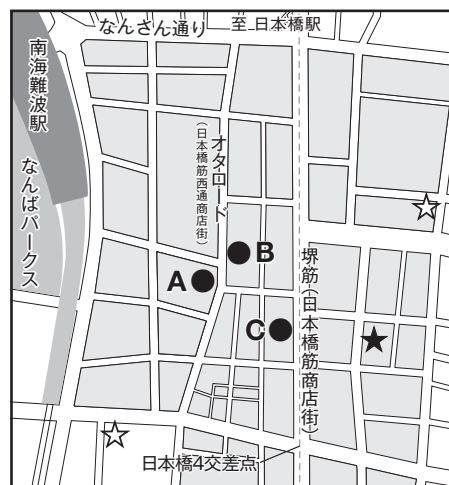 なんさん通り
至 日本橋駅
南海難波駅
なんばパークス
オタロード
(日本橋筋西通商店街)
B
A
C
堺筋(日本橋筋商店街)
日本橋4交差点